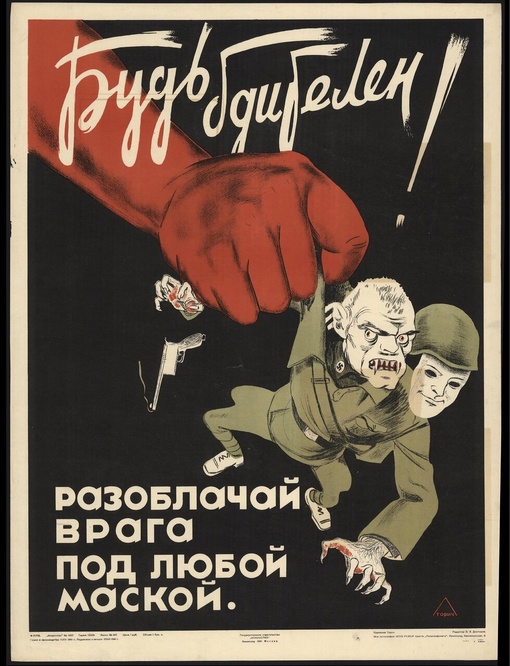 Будь бдителен!
РАЗОБЛАЧАЙ
ВРАГА
ПОД ЛЮБОЙ
МАСКОЙ.